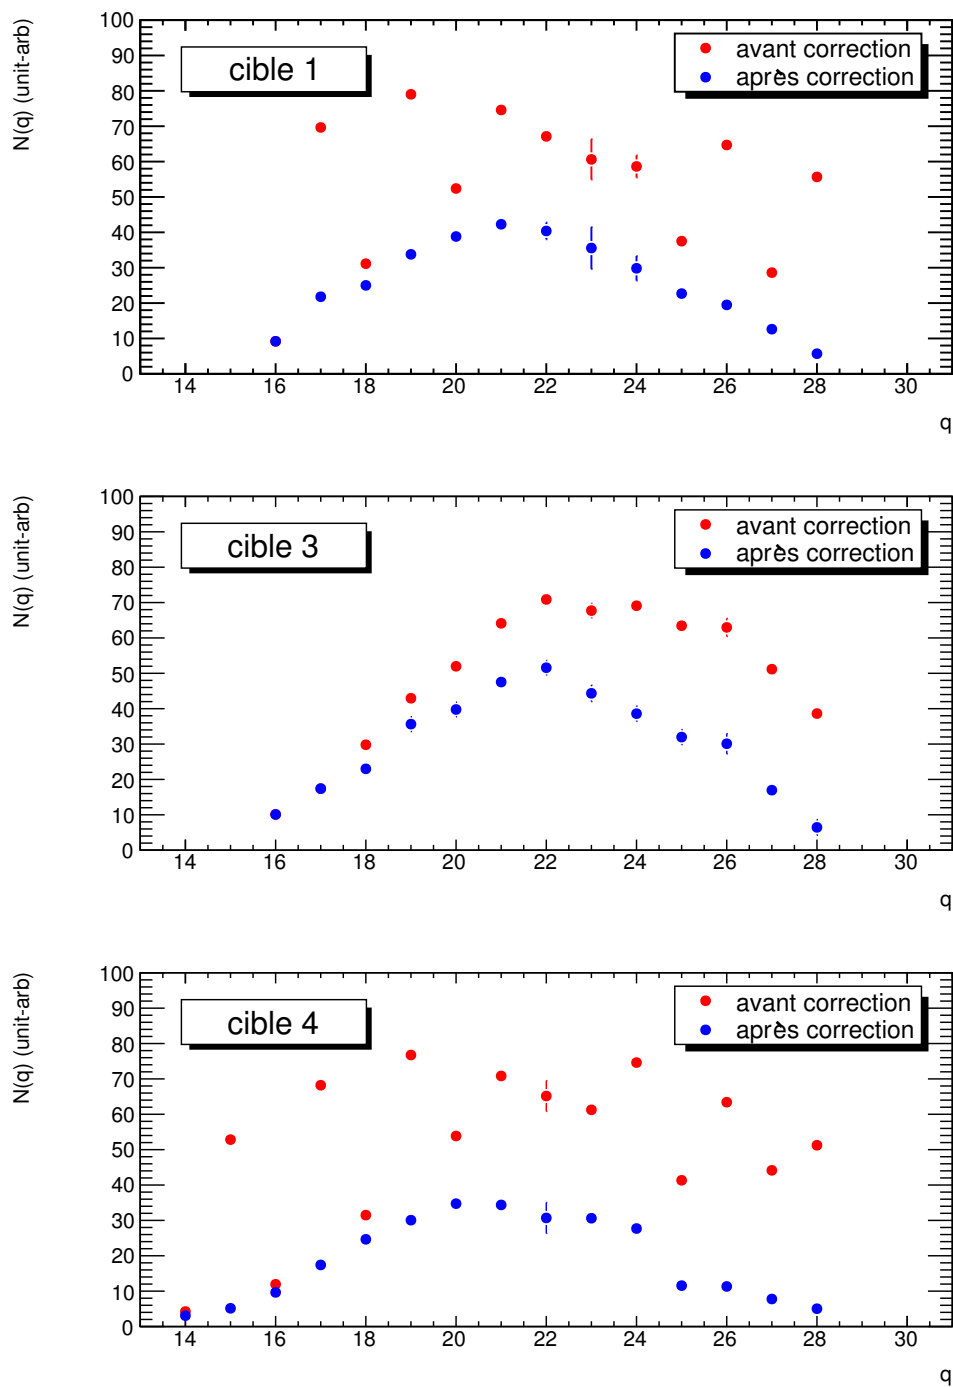 N(q) (unit-arb)
100
90
80
70
60
50
40
30
20
10
0
cible 1
avant correction
après correction
14 16 18 20 22 24 26 28 30
q
N(q) (unit-arb)
100
90
80
70
60
50
40
30
20
10
0
cible 3
avant correction
après correction
14 16 18 20 22 24 26 28 30
q
N(q) (unit-arb)
100
90
80
70
60
50
40
30
20
10
0
cible 4
avant correction
après correction
14 16 18 20 22 24 26 28 30
q